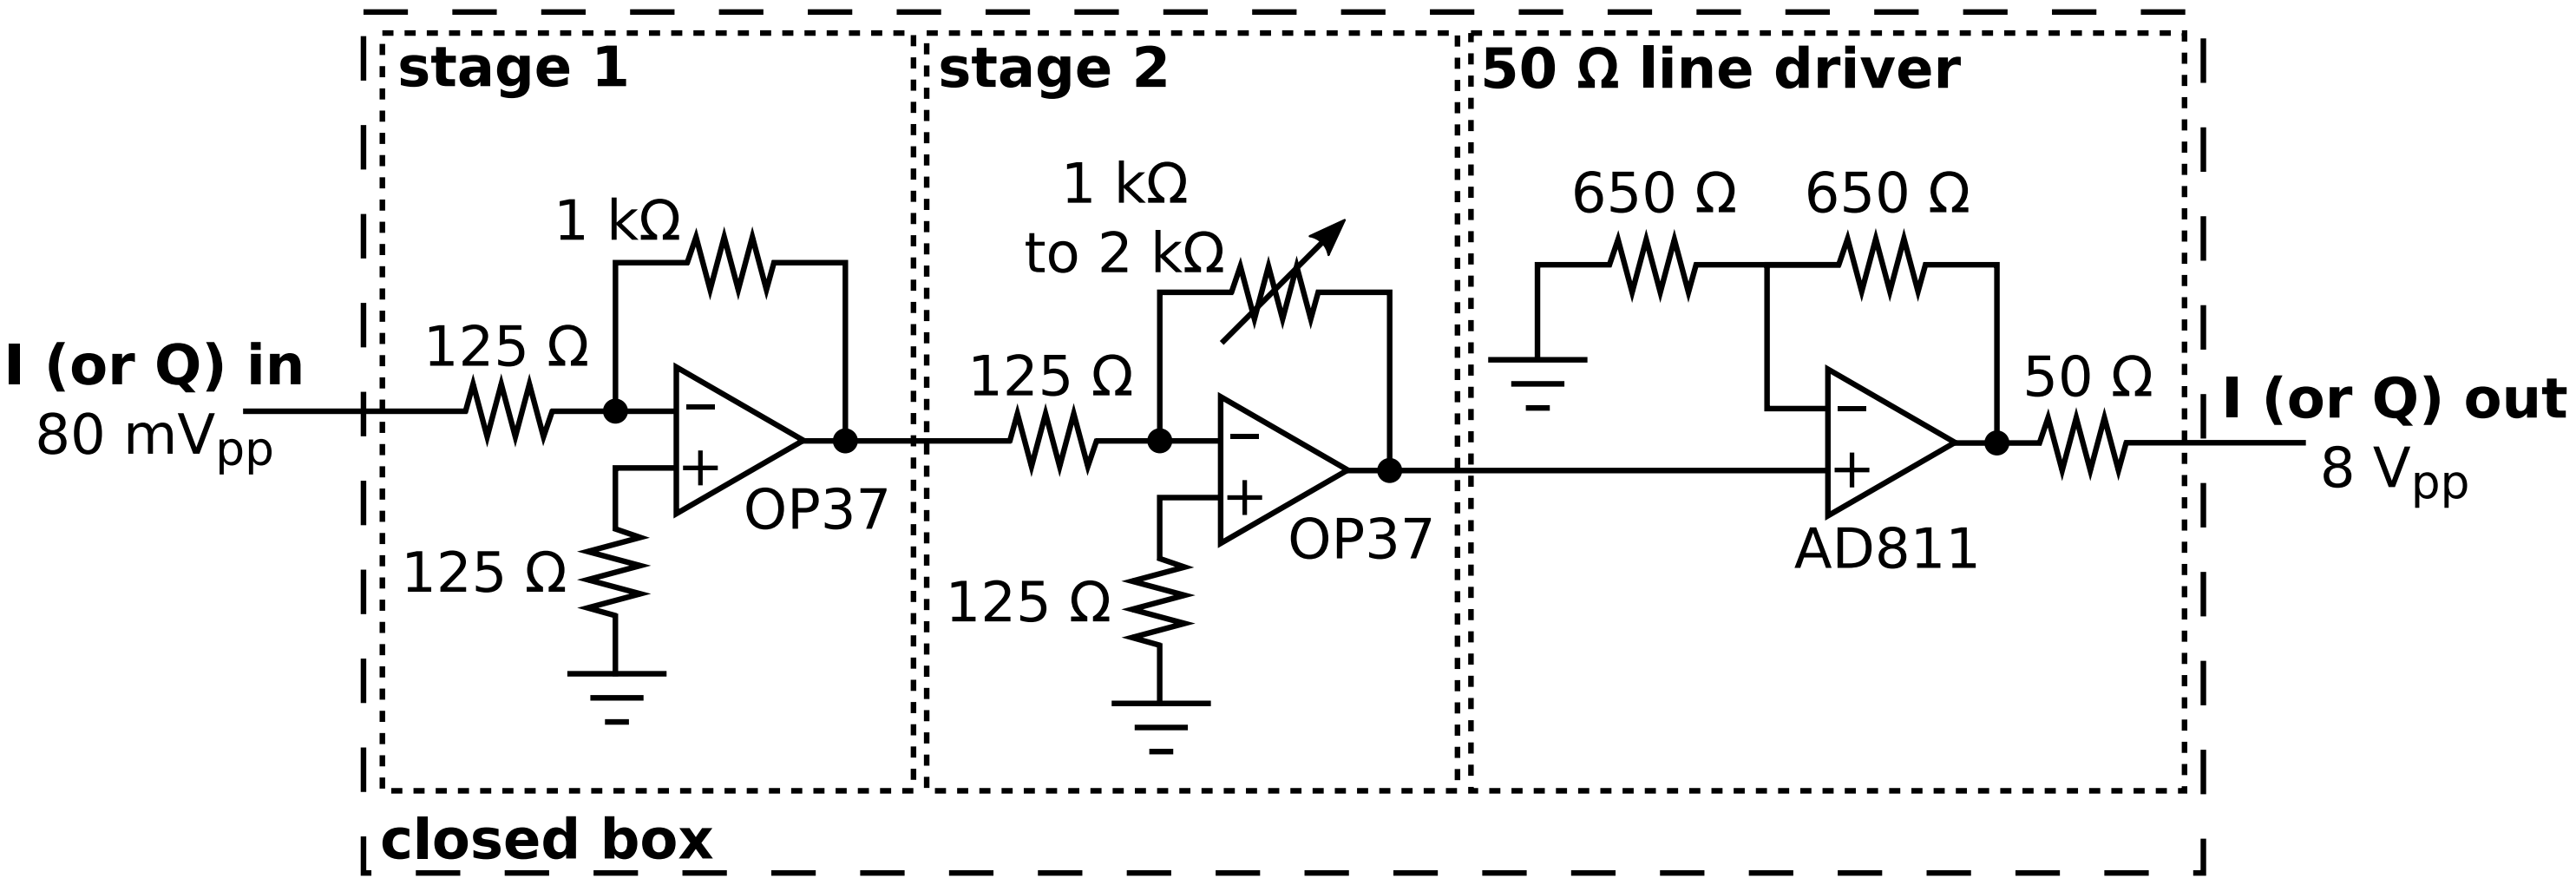 stage 1
stage 2
50 Ω line driver
1 kΩ
to 2 kΩ
1 kΩ
650 Ω
650 Ω
125 Ω
125 Ω
50 Ω
I (or Q) in
80 mVpp
I (or Q) out
8 Vpp
−
+
−
+
−
+
OP37
OP37
AD811
125 Ω
125 Ω
closed box